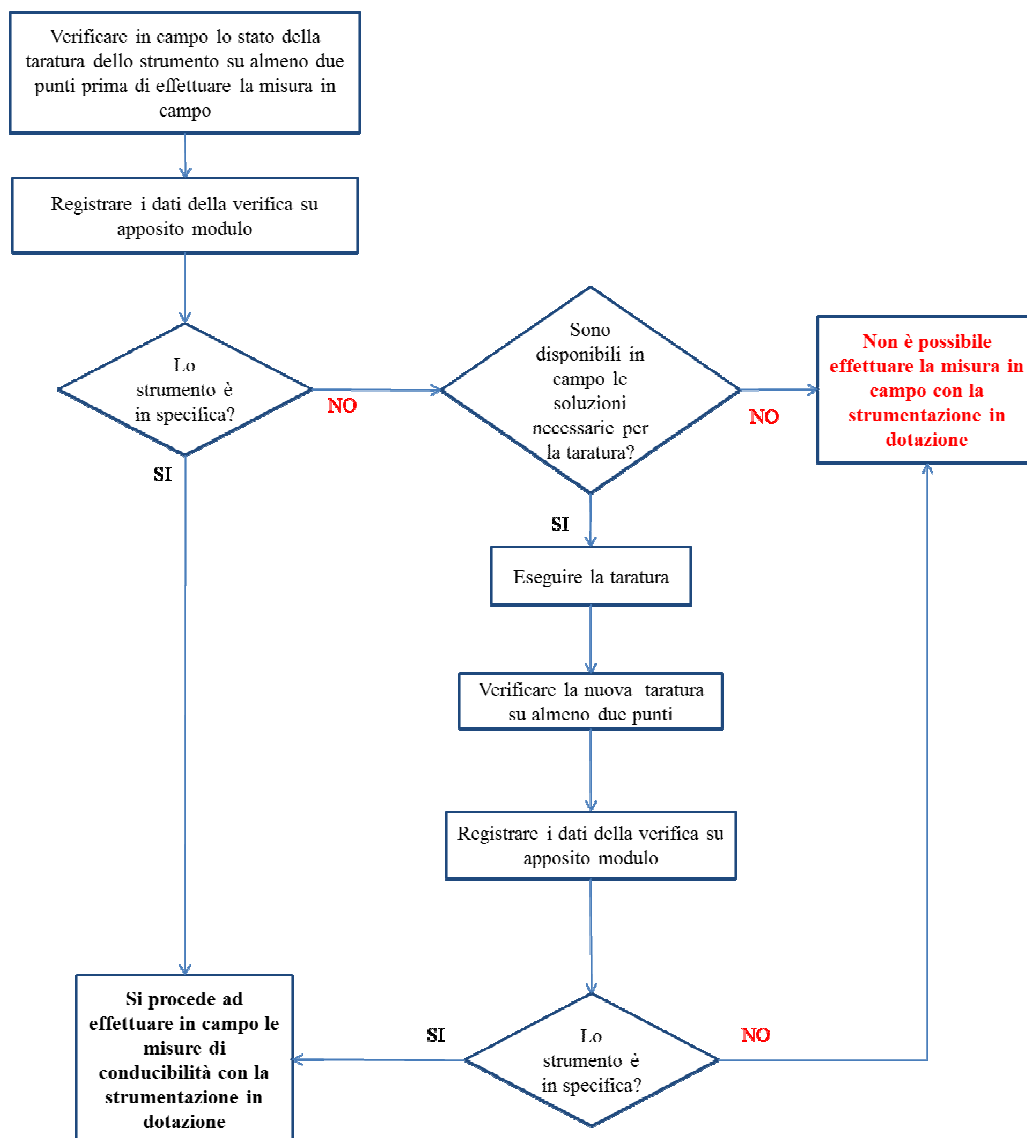 Verificare in campo lo stato della
taratura dello strumento su almeno due
punti prima di effettuare la misura in
campo
Registrare i dati della verifica su
apposito modulo
Lo
strumento è
in specifica?
NO
SI
Sono
disponibili in
campo le
soluzioni
necessarie per
la taratura?
NO
SI
Non è possibile
effettuare la misura in
campo con la
strumentazione in
dotazione
Eseguire la taratura
Verificare la nuova taratura
su almeno due punti
Registrare i dati della verifica su
apposito modulo
Lo
strumento è
in specifica?
SI
NO
Si procede ad
effettuare in campo le
misure di
conducibilità con la
strumentazione in
dotazione